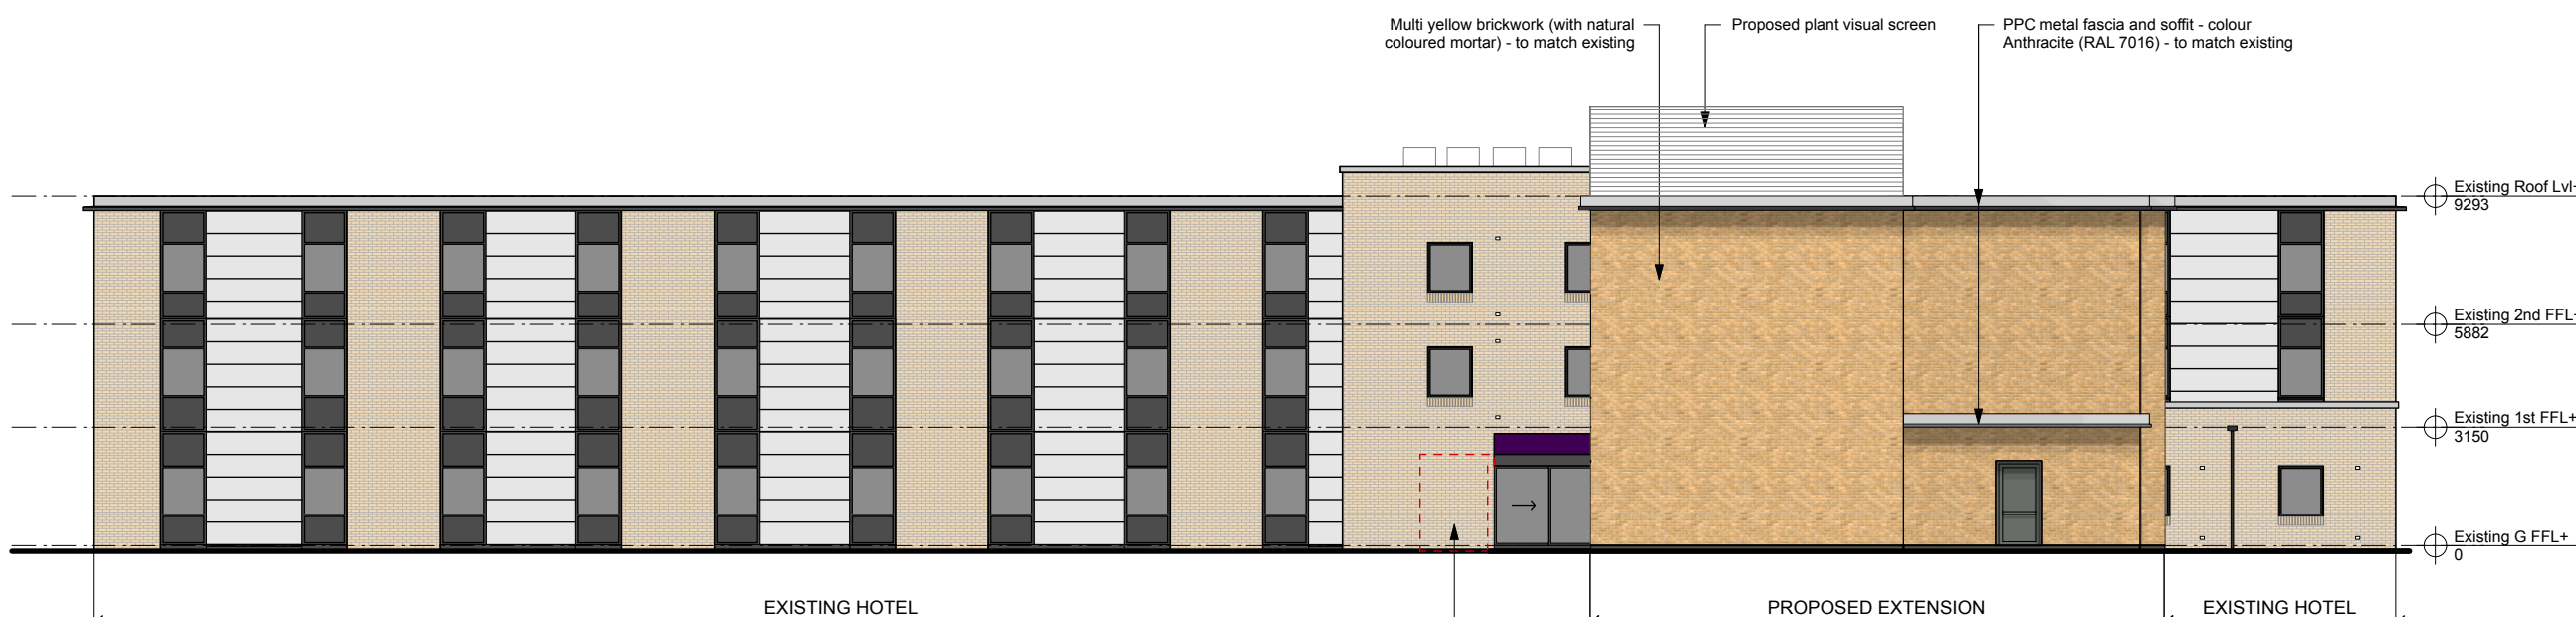 Multi yellow brickwork (with natural
coloured mortar) - to match existing
Proposed plant visual screen
PPC metal fascia and soffit - colour
Anthracite (RAL 7016) - to match existing
Existing Roof Lvl+
9293
Existing 2nd FFL+
5882
Existing 1st FFL+
3150
Existing G FFL+
0
EXISTING HOTEL
PROPOSED EXTENSION
EXISTING HOTEL